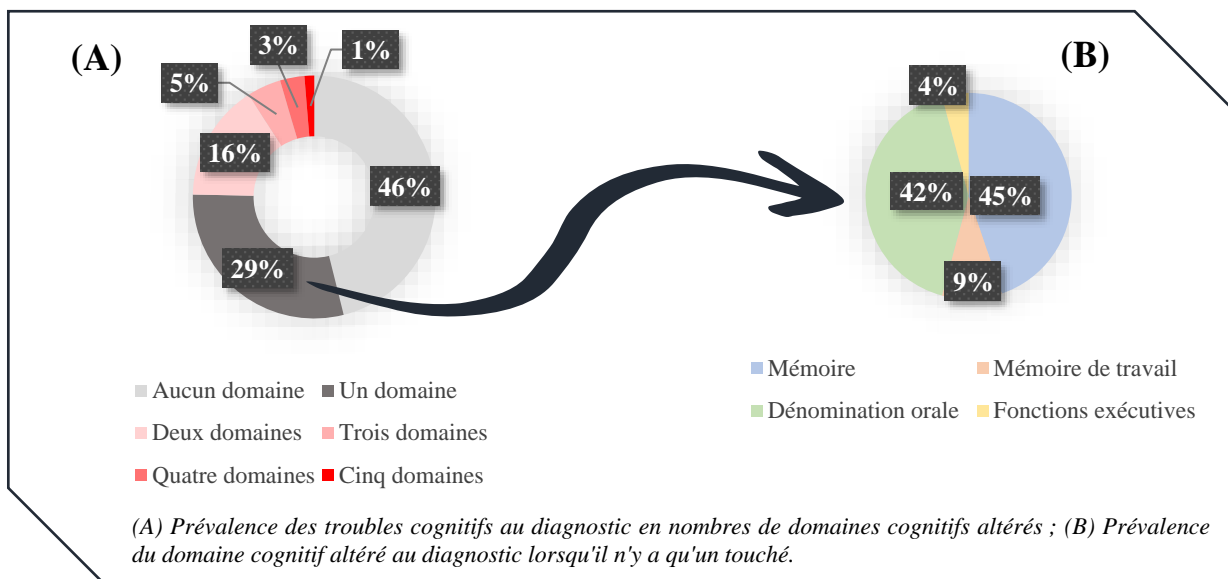 (A)
3%
1%
5%
16%
46%
29%
(B)
4%
42%
45%
9%
Aucun domaine
Un domaine
Deux domaines
Trois domaines
Quatre domaines
Cinq domaines
Mémoire
Mémoire de travail
Dénomination orale
Fonctions exécutives
(A) Prévalence des troubles cognitifs au diagnostic en nombres de domaines cognitifs altérés ; (B) Prévalence
du domaine cognitif altéré au diagnostic lorsqu'il n'y a qu'un touché.